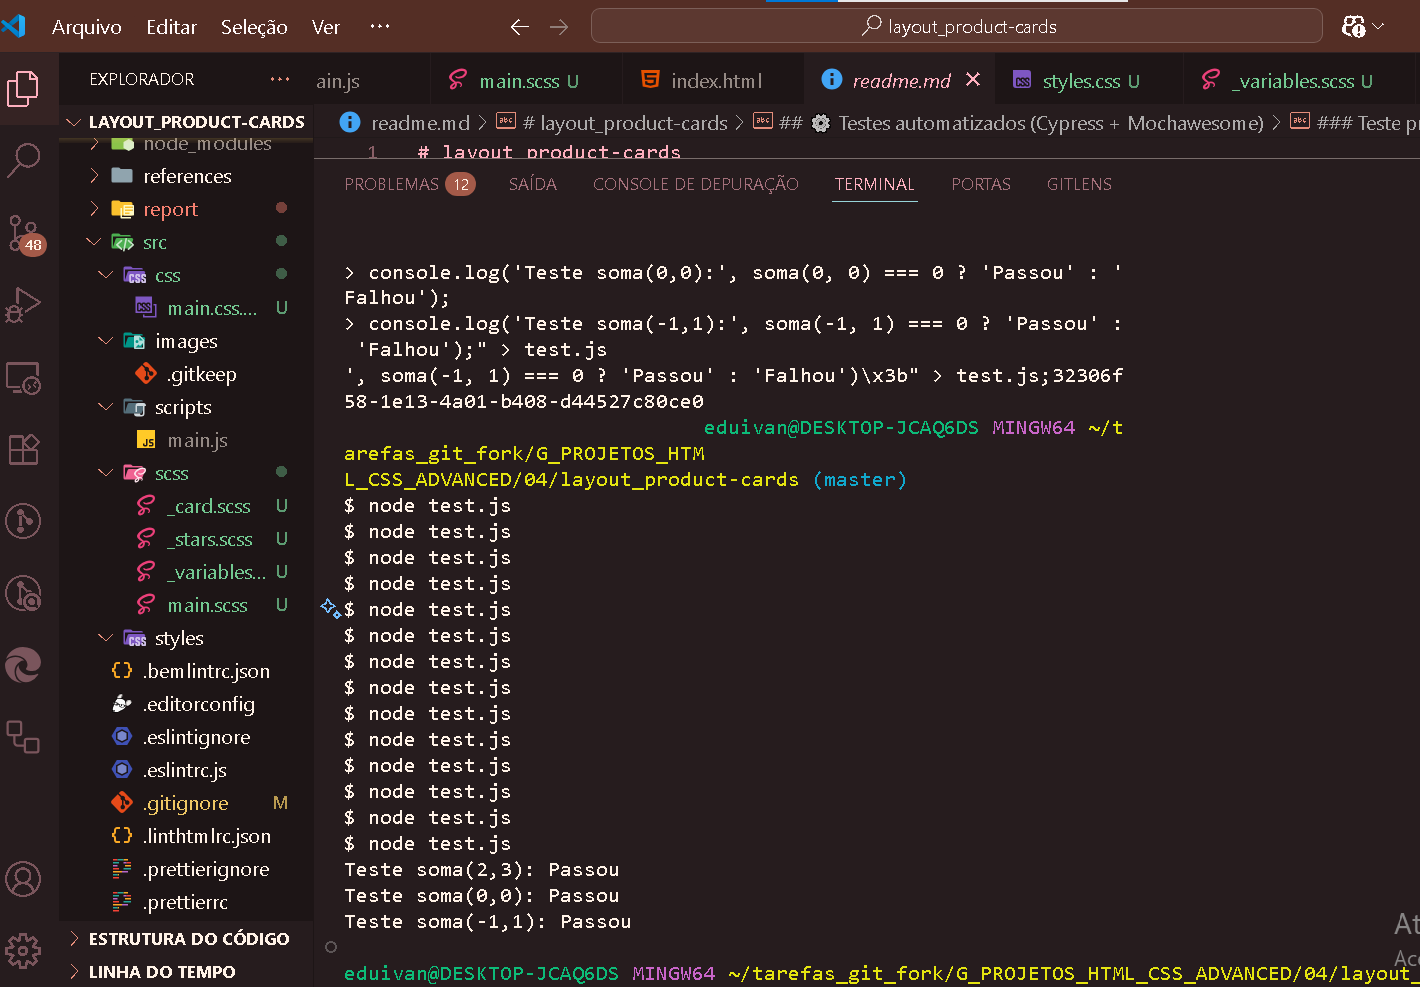 Arquivo Editar Seleção Ver ··· layout_product-cards
EXPLORADOR ···
LAYOUT_PRODUCT-CARDS
node_modules
references
report
src
css
main.css.... U
images
.gitkeep
scripts
main.js
scss
_card.scss U
_stars.scss U
_variables... U
main.scss U
styles
.bemlintrc.json
.editorconfig
.eslintignore
.eslintrc.js
.gitignore M
.linthtmlrc.json
.prettierignore
.prettierrc
ESTRUTURA DO CÓDIGO
LINHA DO TEMPO
48
ain.js main.scss U index.html readme.md styles.css U _variables.scss U
readme.md > # layout_product-cards > ## Testes automatizados (Cypress + Mochawesome) > ### Teste p
1 # layout_product-cards
PROBLEMAS 12 SAÍDA CONSOLE DE DEPURAÇÃO TERMINAL PORTAS GITLENS
> console.log('Teste soma(0,0):', soma(0, 0) === 0 ? 'Passou' : '
Falhou');
> console.log('Teste soma(-1,1):', soma(-1, 1) === 0 ? 'Passou' :
'Falhou');" > test.js
', soma(-1, 1) === 0 ? 'Passou' : 'Falhou')\x3b" > test.js;32306f
58-1e13-4a01-b408-d44527c80ce0
eduivan@DESKTOP-JCAQ6DS MINGW64 ~/t
arefas_git_fork/G_PROJETOS_HTM
L_CSS_ADVANCED/04/layout_product-cards (master)
$ node test.js
$ node test.js
$ node test.js
$ node test.js
$ node test.js
$ node test.js
$ node test.js
$ node test.js
$ node test.js
$ node test.js
$ node test.js
$ node test.js
$ node test.js
$ node test.js
Teste soma(2,3): Passou
Teste soma(0,0): Passou
Teste soma(-1,1): Passou
eduivan@DESKTOP-JCAQ6DS MINGW64 ~/tarefas_git_fork/G_PROJETOS_HTML_CSS_ADVANCED/04/layout_
At
Ace